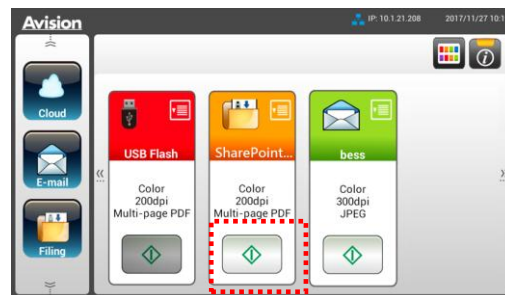 Avision
IP: 10.1.21.208 2017/11/27 10:1
Cloud
E-mail
Filing
USB Flash
Color
200dpi
Multi-page PDF
SharePoint...
Color
200dpi
Multi-page PDF
bess
Color
300dpi
JPEG